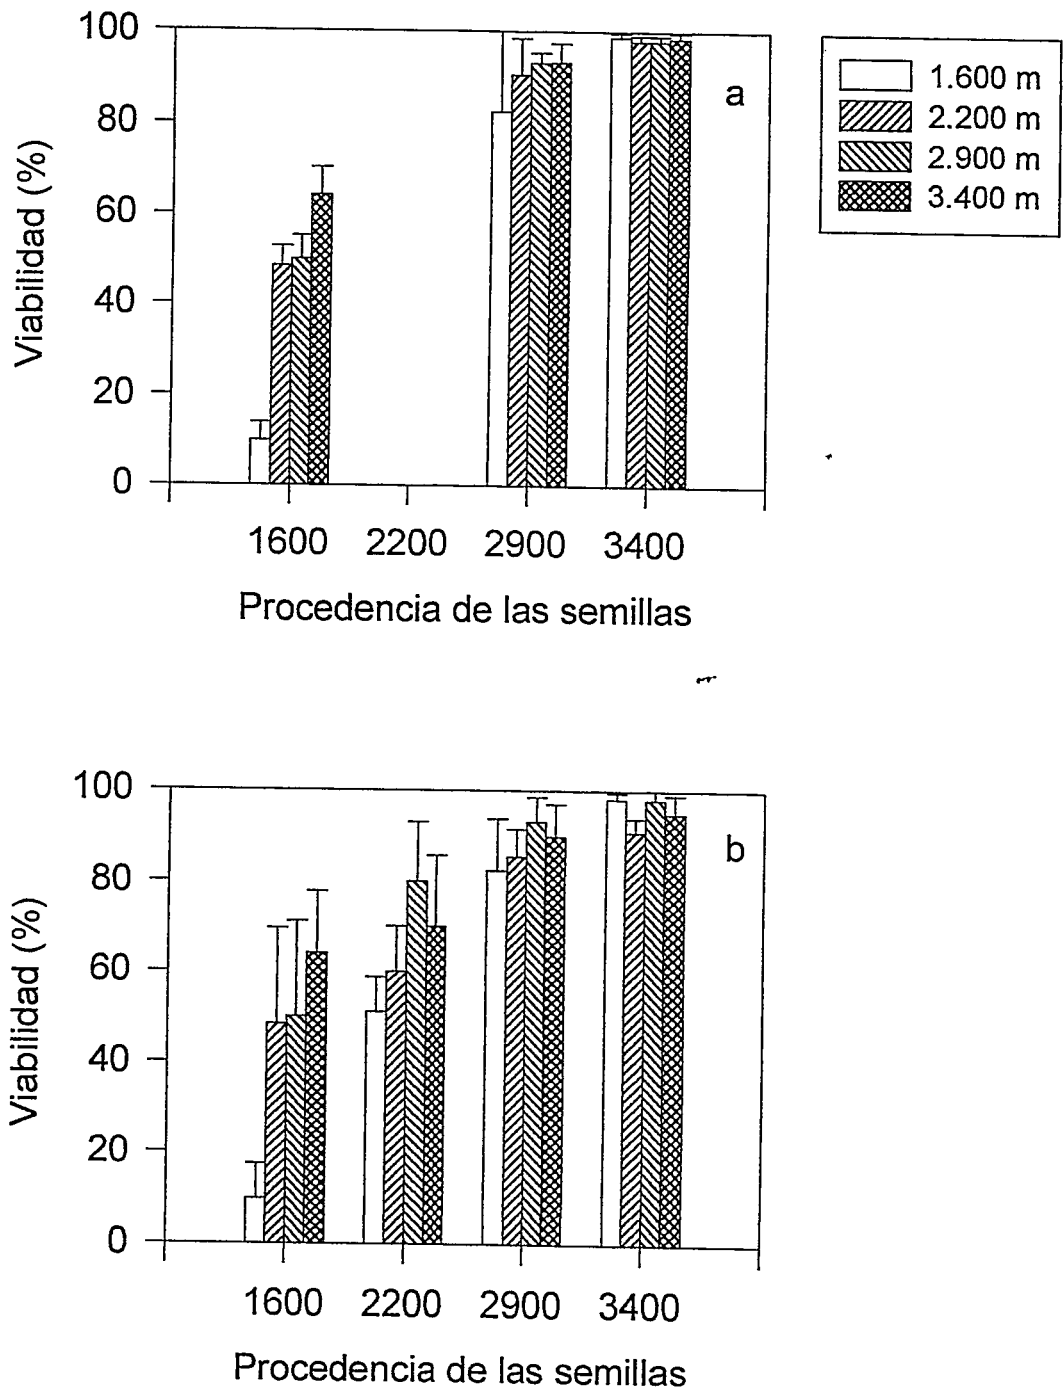 100
80
60
40
20
0
Viabilidad (%)
a
1600 2200 2900 3400
Procedencia de las semillas
1.600 m
2.200 m
2.900 m
3.400 m
100
80
60
40
20
0
Viabilidad (%)
b
1600 2200 2900 3400
Procedencia de las semillas